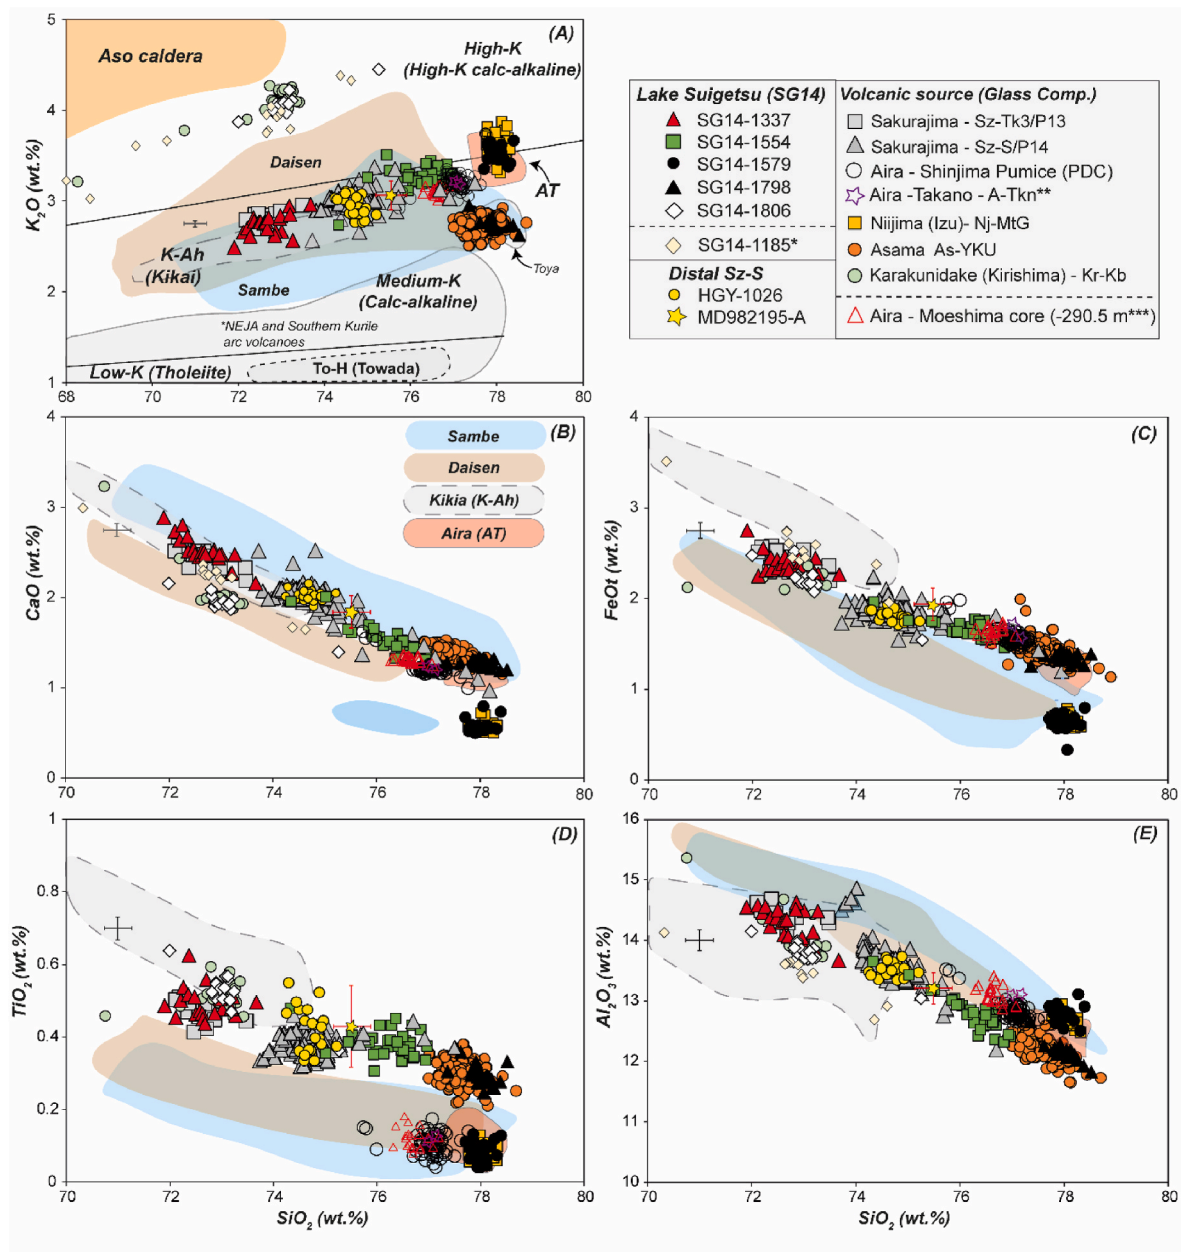 (A)
Aso caldera
High-K
(High-K calc-alkaline)
Daisen
AT
K-Ah
(Kikai)
Toya
Sambe
Medium-K
(Calc-alkaline)
*NEJA and Southern Kurile
arc volcanoes
Low-K (Tholeiite)
To-H (Towada)
K2O (wt.%)
5
4
3
2
1
68
70
72
74
76
78
80
Lake Suigetsu (SG14)
SG14-1337
SG14-1554
SG14-1579
SG14-1798
SG14-1806
SG14-1185*
Distal Sz-S
HGY-1026
MD982195-A
Volcanic source (Glass Comp.)
Sakurajima - Sz-Tk3/P13
Sakurajima - Sz-S/P14
Aira - Shinjima Pumice (PDC)
Aira -Takano - A-Tkn**
Niijima (Izu)- Nj-MtG
Asama As-YKU
Karakunidake (Kirishima) - Kr-Kb
Aira - Moeshima core (-290.5 m***)
(B)
Sambe
Daisen
Kikia (K-Ah)
Aira (AT)
CaO (wt.%)
4
3
2
1
0
70
72
74
76
78
80
(C)
FeOt (wt.%)
4
3
2
1
0
70
72
74
76
78
80
(D)
TiO2 (wt.%)
1
0.8
0.6
0.4
0.2
0
70
72
74
76
78
80
SiO2 (wt.%)
(E)
Al2O3 (wt.%)
16
15
14
13
12
11
10
70
72
74
76
78
80
SiO2 (wt.%)